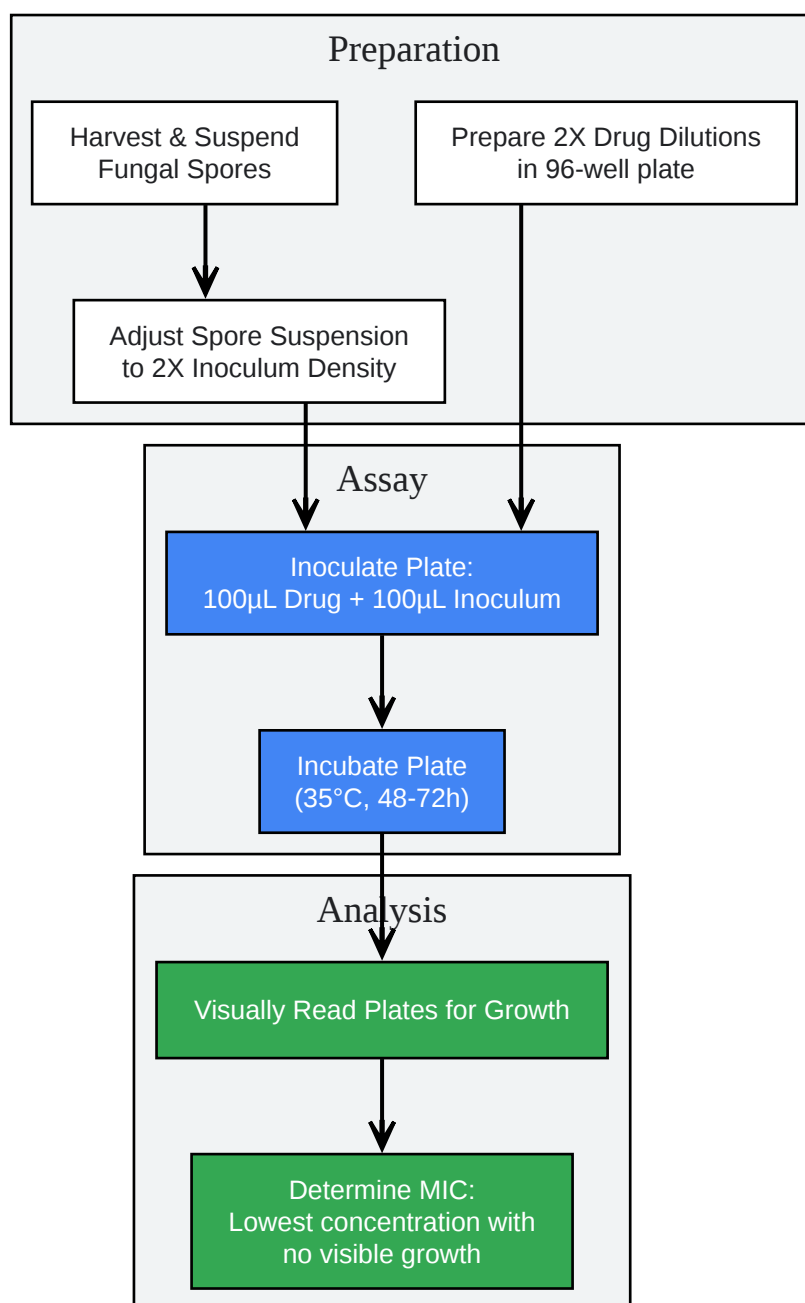 Preparation
Harvest & Suspend
Fungal Spores
Prepare 2X Drug Dilutions
in 96-well plate
Adjust Spore Suspension
to 2X Inoculum Density
Assay
Inoculate Plate:
100µL Drug + 100µL Inoculum
Incubate Plate
(35°C, 48-72h)
Analysis
Visually Read Plates for Growth
Determine MIC:
Lowest concentration with
no visible growth